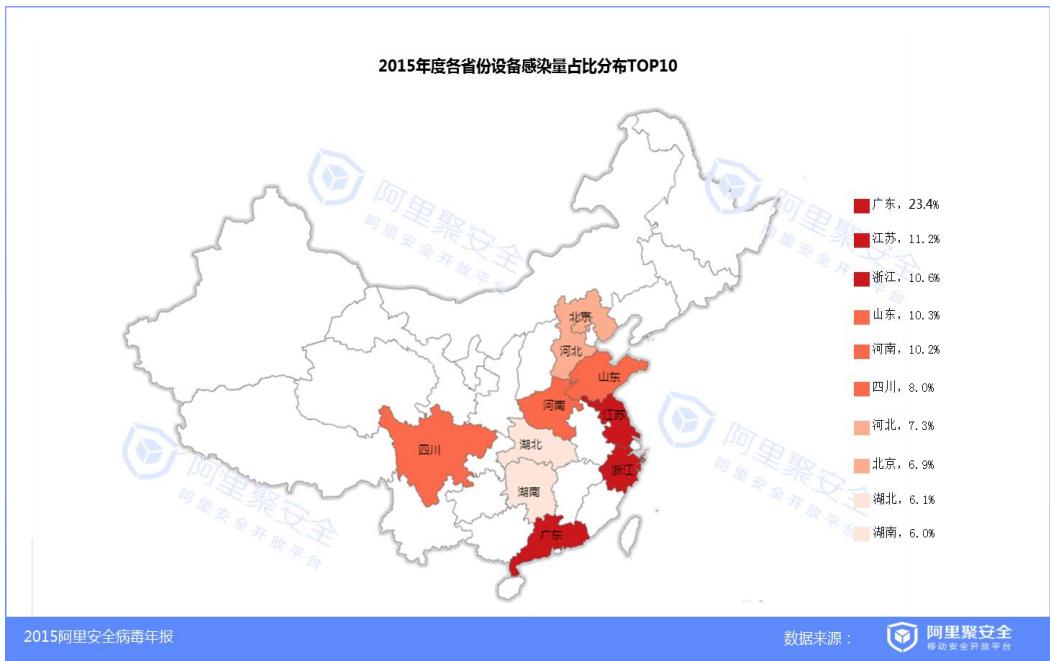 2015年度各省份设备感染量占比分布TOP10
阿里聚安全
阿里安全开放平台
阿里聚安全
阿里安全开放平台
广东，23.4%
江苏，11.2%
浙江，10.6%
山东，10.3%
河南，10.2%
四川，8.0%
河北，7.3%
北京，6.9%
湖北，6.1%
湖南，6.0%
北京
河北
山东
河南
江苏
四川
湖北
浙江
湖南
广东
阿里聚安全
阿里安全开放平台
阿里聚安全
阿里安全开放平台
2015阿里安全病毒年报
数据来源：
阿里聚安全
移动安全开放平台